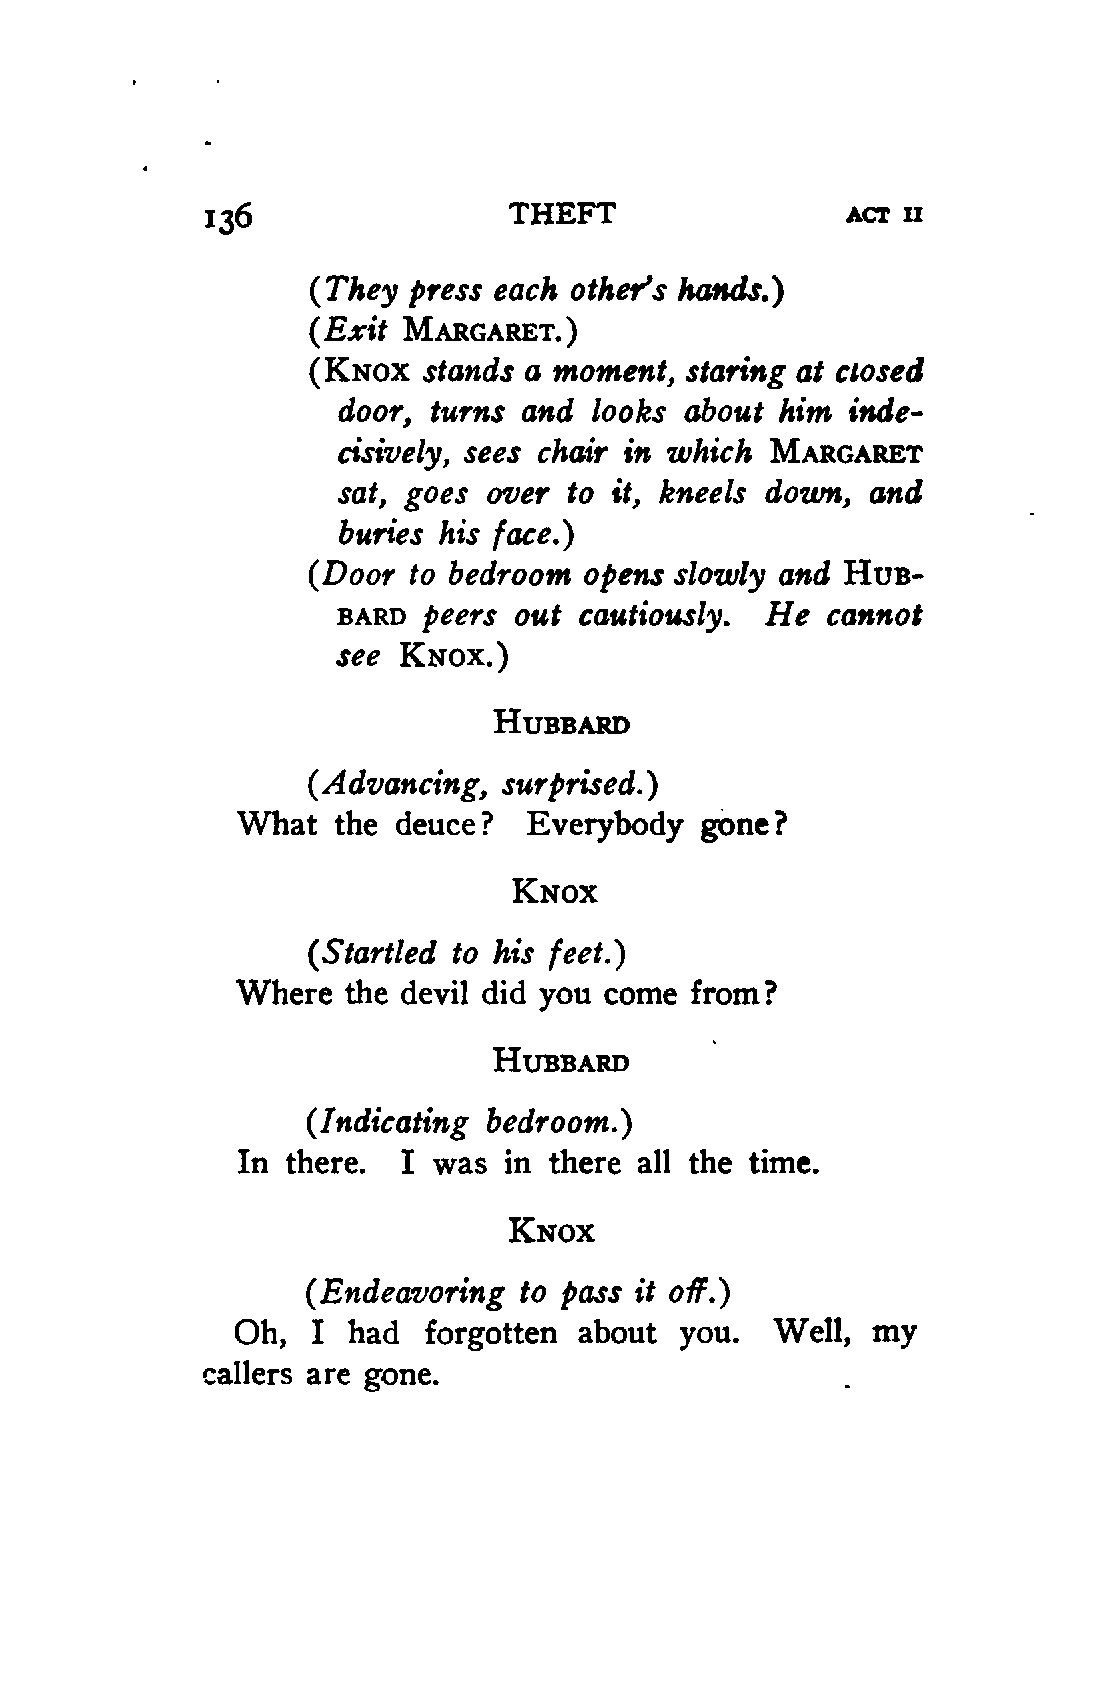 136 THEFT ACT II
(They press each other's hands.)
(Exit MARGARET.)
(KNOX stands a moment, staring at closed
door, turns and looks about him inde-
cisively, sees chair in which MARGARET
sat, goes over to it, kneels down, and
buries his face.)
(Door to bedroom opens slowly and HUB-
BARD peers out cautiously. He cannot
see KNOX.)
HUBBARD
(Advancing, surprised.)
What the deuce? Everybody gone?
KNOX
(Startled to his feet.)
Where the devil did you come from?
HUBBARD
(Indicating bedroom.)
In there. I was in there all the time.
KNOX
(Endeavoring to pass it off.)
Oh, I had forgotten about you. Well, my
callers are gone.